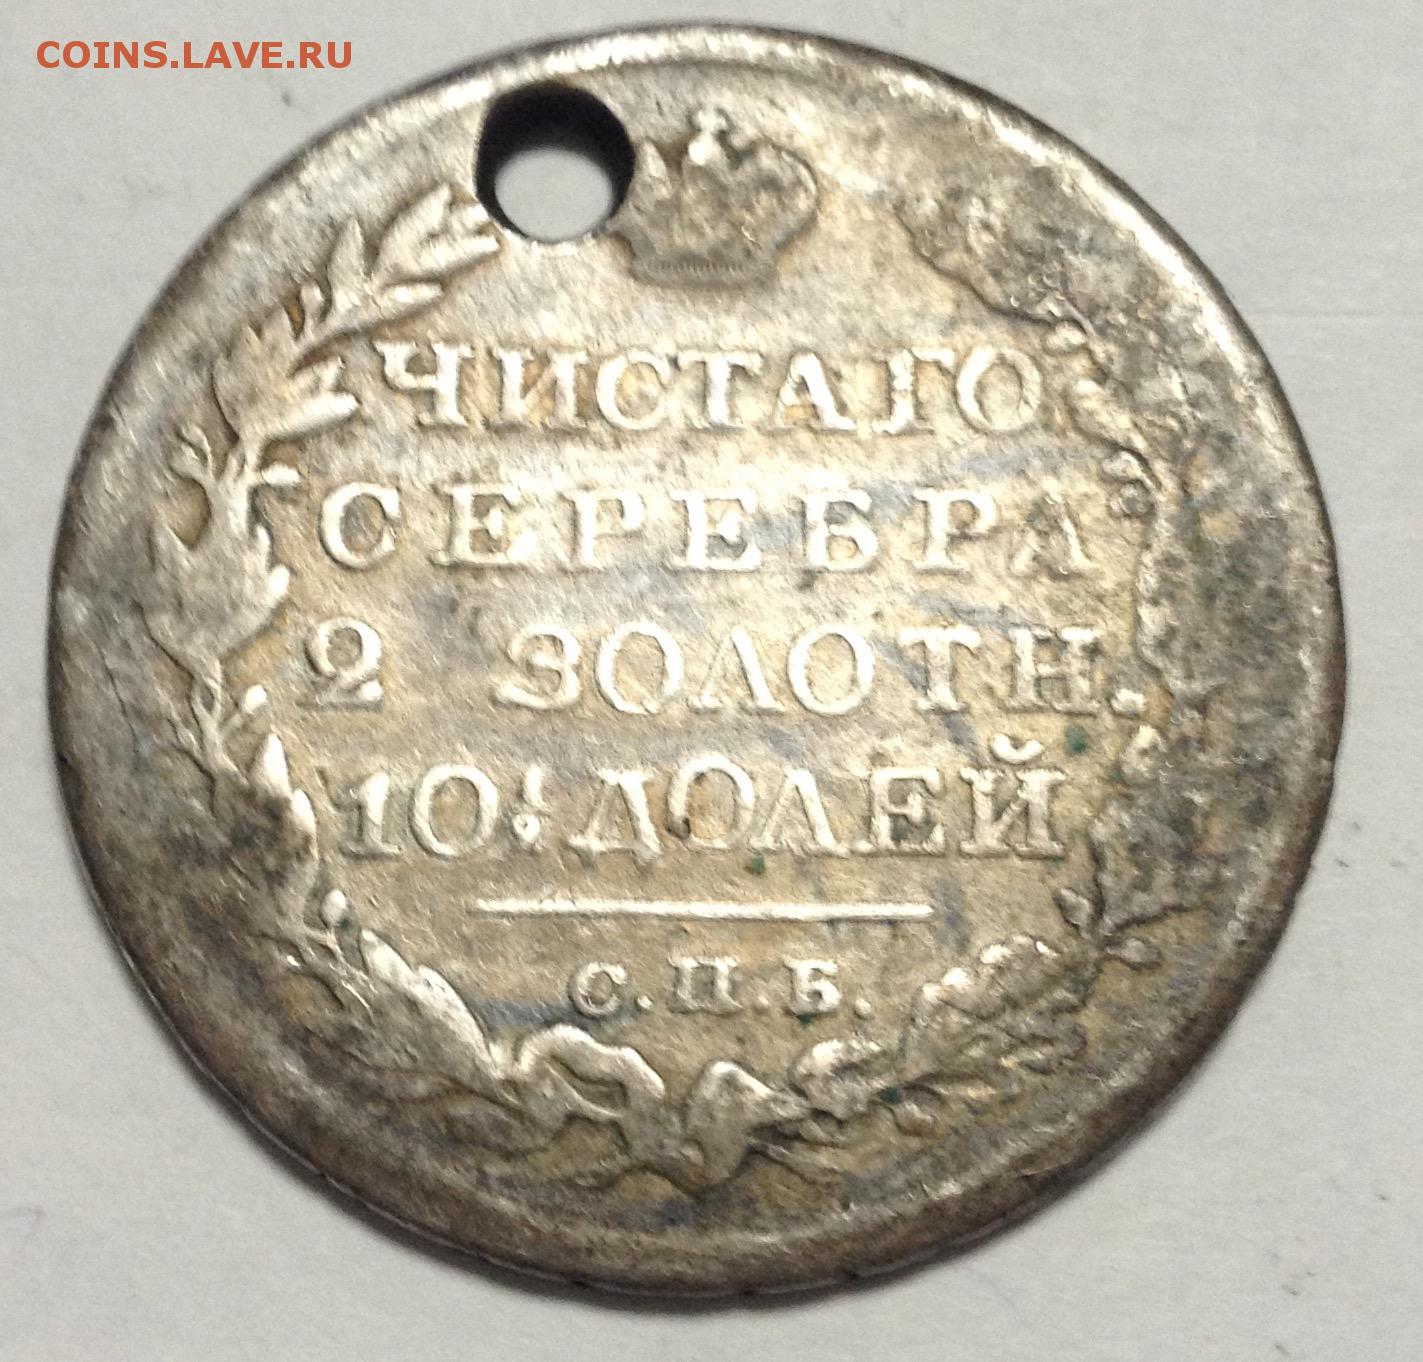 COINS.LAVE.RU
ЧИСТАГО
СЕРЕБРА
2 ЗОЛОТН.
10½ ДОЛЕЙ
С.П.Б.